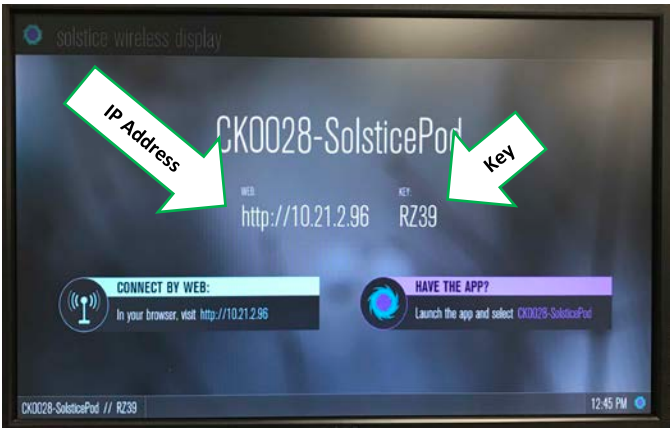 solstice wireless display
IP Address
CK0028-SolsticePod
Key
WEB:
KEY:
http://10.21.2.96
RZ39
CONNECT BY WEB:
In your browser, visit http://10.21.2.96
HAVE THE APP?
Launch the app and select CK0028-SolsticePod
CK0028-SolsticePod // RZ39
12:45 PM